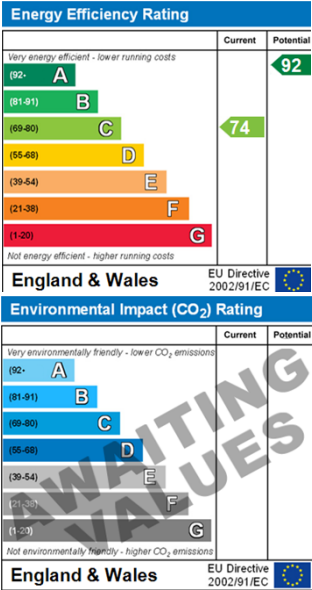 Energy Efficiency Rating
Current Potential
Very energy efficient - lower running costs
(92+ A 92
(81-91) B
(69-80) C 74
(55-68) D
(39-54) E
(21-38) F
(1-20) G
Not energy efficient - higher running costs
England & Wales EU Directive
2002/91/EC
Environmental Impact (CO₂) Rating
Current Potential
Very environmentally friendly - lower CO₂ emissions
(92+ A
(81-91) B
(69-80) C
(55-68) D
(39-54) E
(21-38) F
(1-20) G
AWAITING
VALUES
Not environmentally friendly - higher CO₂ emissions
England & Wales EU Directive
2002/91/EC